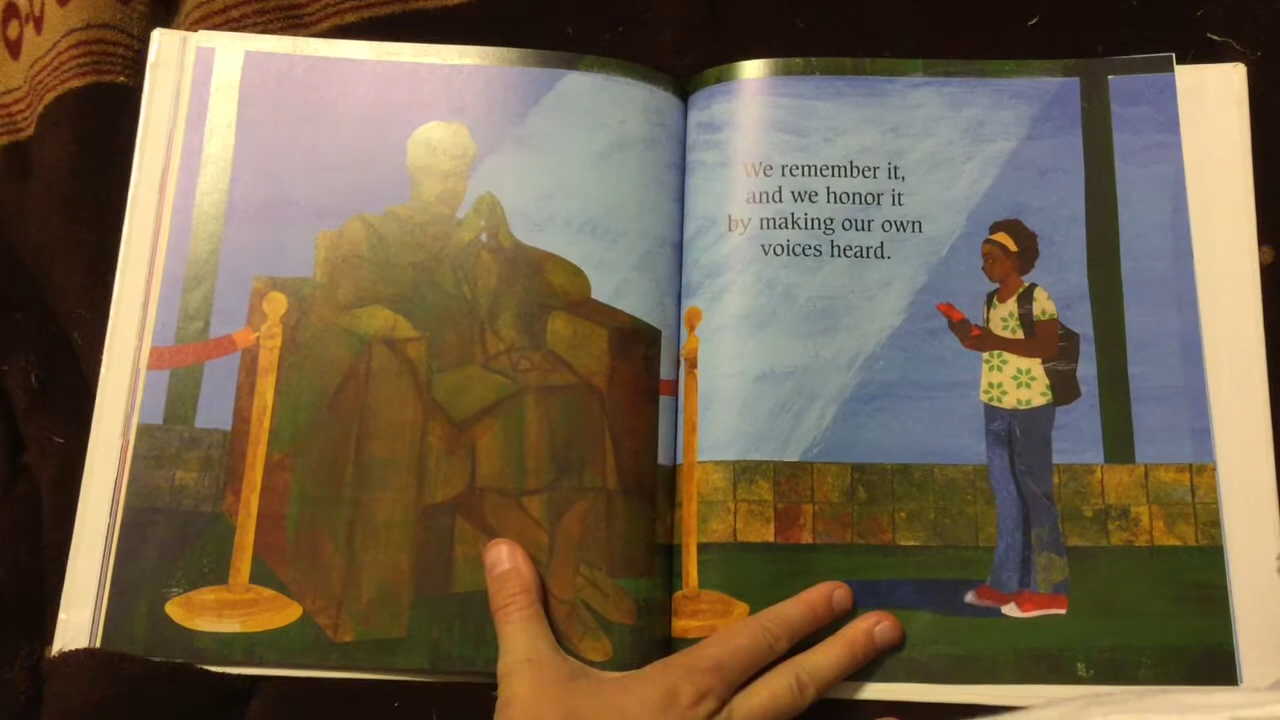 We remember it,
and we honor it
by making our own
voices heard.